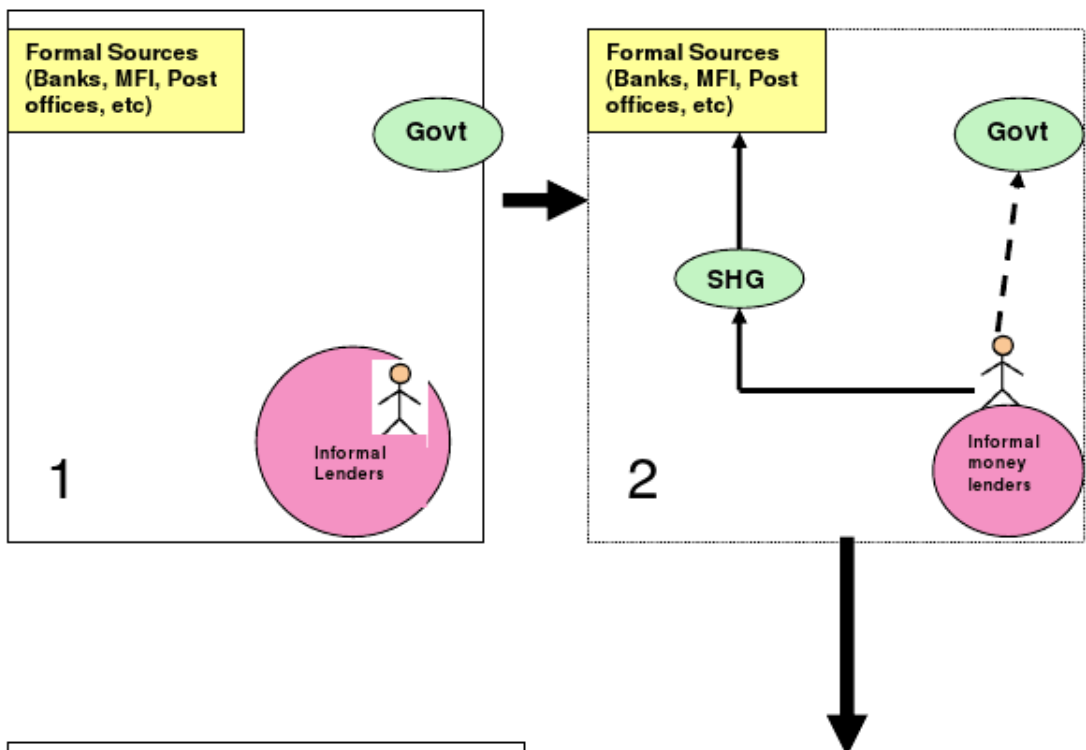 Formal Sources
(Banks, MFI, Post
offices, etc)
Govt
Informal
Lenders
1
Formal Sources
(Banks, MFI, Post
offices, etc)
Govt
SHG
Informal
money
lenders
2